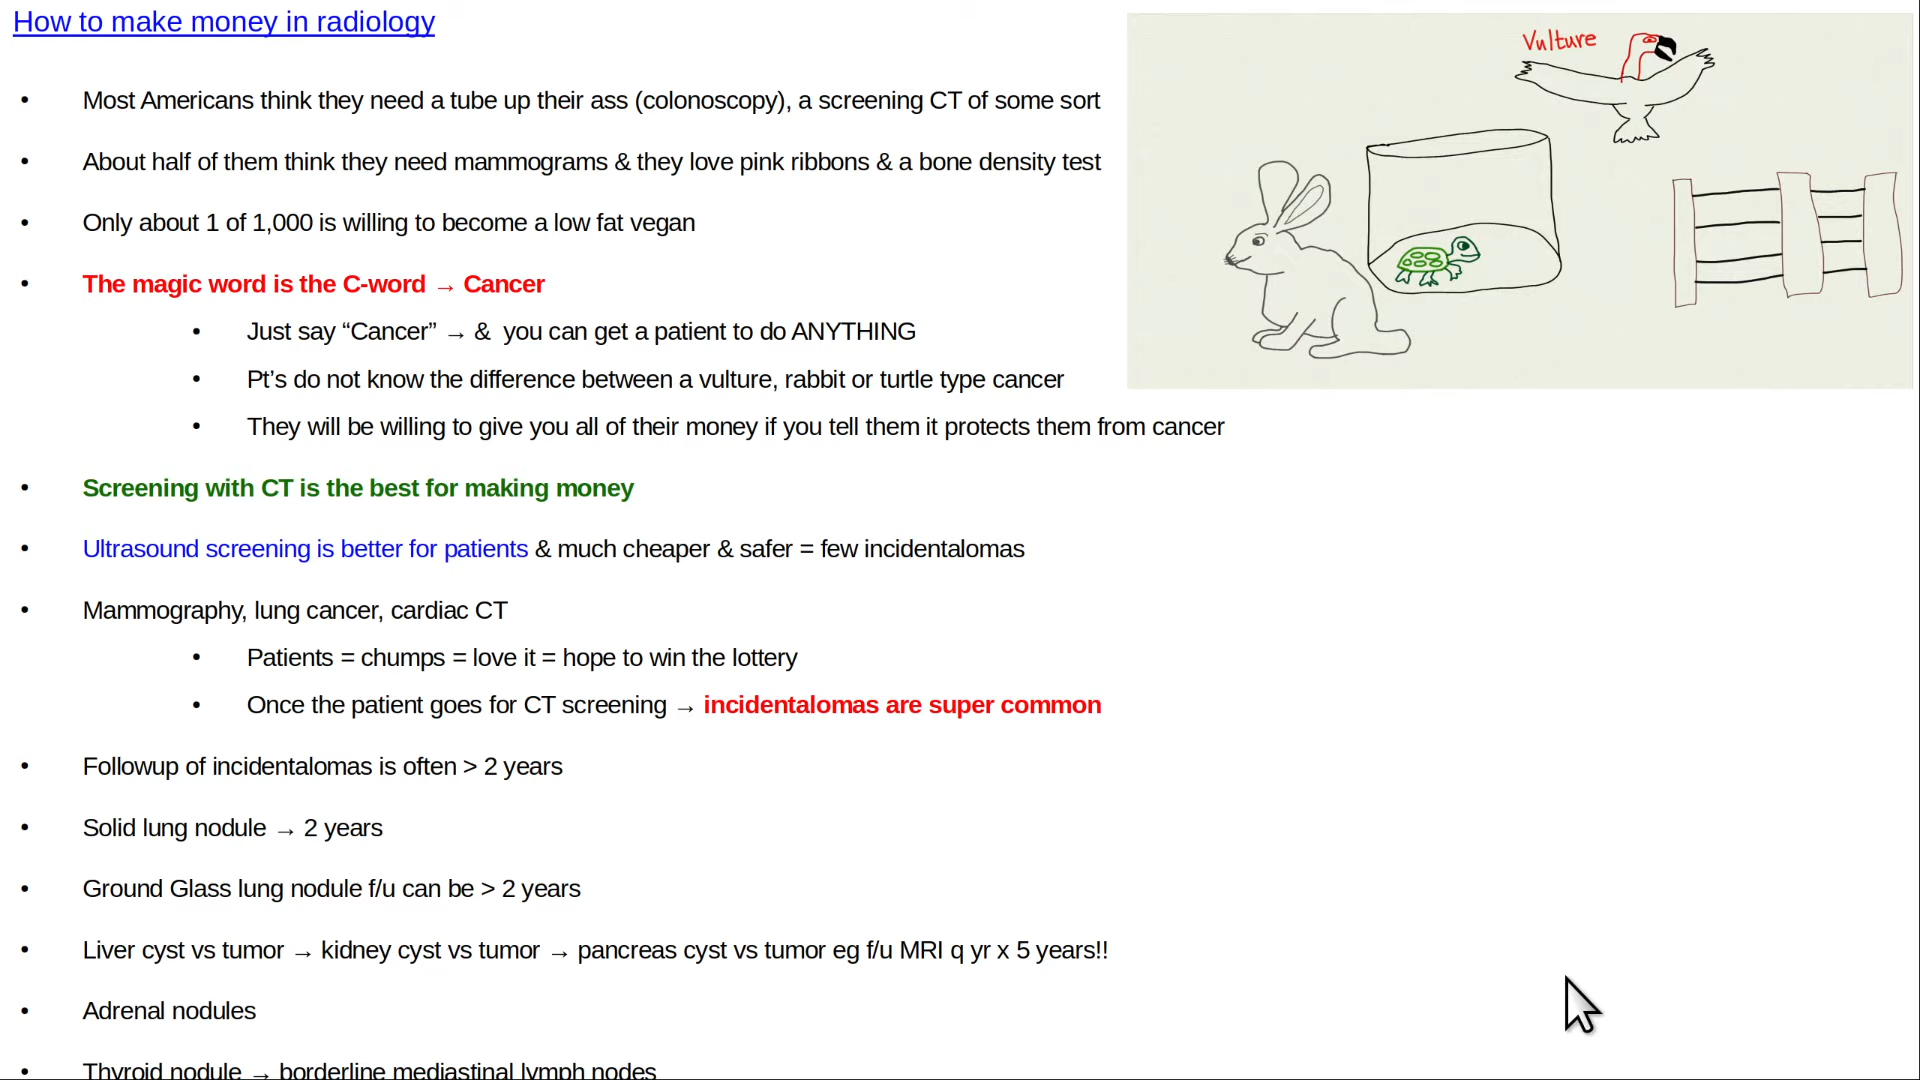 How to make money in radiology
Vulture
• Most Americans think they need a tube up their ass (colonoscopy), a screening CT of some sort
• About half of them think they need mammograms & they love pink ribbons & a bone density test
• Only about 1 of 1,000 is willing to become a low fat vegan
• The magic word is the C-word → Cancer
• Just say “Cancer” → & you can get a patient to do ANYTHING
• Pt’s do not know the difference between a vulture, rabbit or turtle type cancer
• They will be willing to give you all of their money if you tell them it protects them from cancer
• Screening with CT is the best for making money
• Ultrasound screening is better for patients & much cheaper & safer = few incidentalomas
• Mammography, lung cancer, cardiac CT
• Patients = chumps = love it = hope to win the lottery
• Once the patient goes for CT screening → incidentalomas are super common
• Followup of incidentalomas is often > 2 years
• Solid lung nodule → 2 years
• Ground Glass lung nodule f/u can be > 2 years
• Liver cyst vs tumor → kidney cyst vs tumor → pancreas cyst vs tumor eg f/u MRI q yr x 5 years!!
• Adrenal nodules
• Thyroid nodule → borderline mediastinal lymph nodes